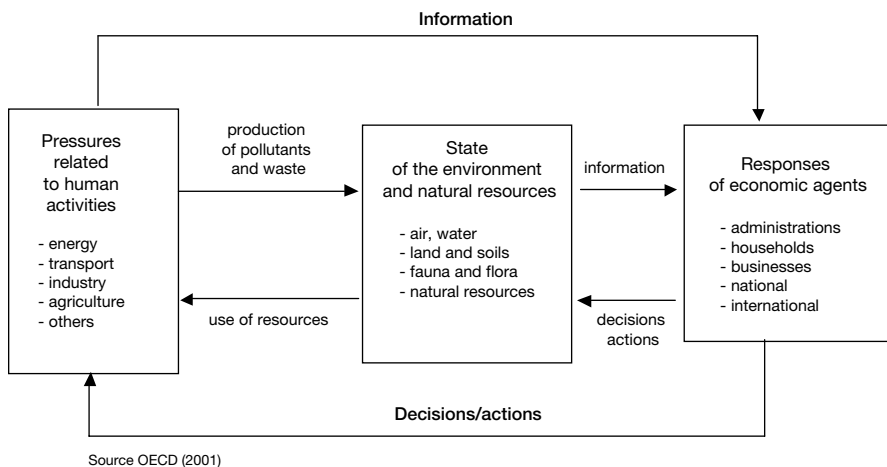 Information
Pressures
related
to human
activities
- energy
- transport
- industry
- agriculture
- others
production
of pollutants
and waste
use of resources
State
of the environment
and natural resources
- air, water
- land and soils
- fauna and flora
- natural resources
information
decisions
actions
Responses
of economic agents
- administrations
- households
- businesses
- national
- international
Decisions/actions
Source OECD (2001)